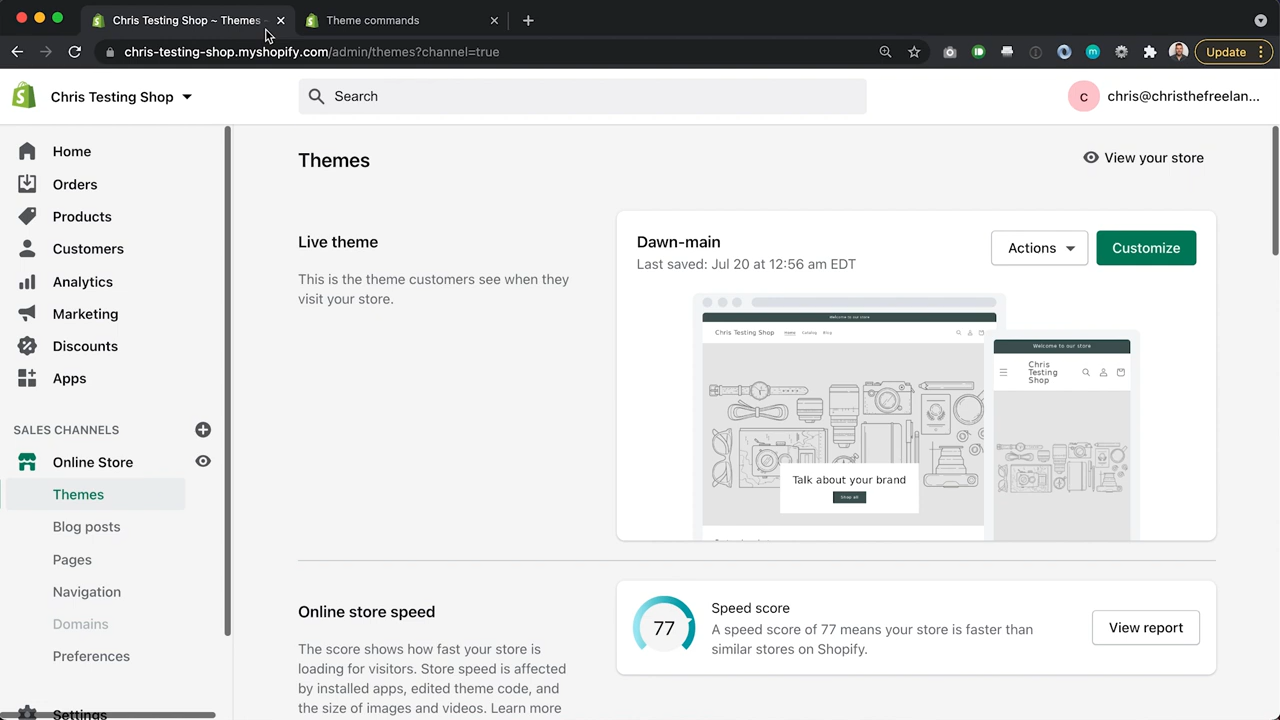 Chris Testing Shop ~ Themes
Theme commands
chris-testing-shop.myshopify.com/admin/themes?channel=true
Update
Chris Testing Shop
Search
c
chris@christhefreelan...
Home
Orders
Products
Customers
Analytics
Marketing
Discounts
Apps
SALES CHANNELS
Online Store
Themes
Blog posts
Pages
Navigation
Domains
Preferences
Settings
Themes
View your store
Live theme
This is the theme customers see when they
visit your store.
Dawn-main
Last saved: Jul 20 at 12:56 am EDT
Actions
Customize
Welcome to our store
Chris Testing Shop
Home
Catalog
Blog
Talk about your brand
Shop all
Welcome to our store
Chris
Testing
Shop
Online store speed
The score shows how fast your store is
loading for visitors. Store speed is affected
by installed apps, edited theme code, and
the size of images and videos. Learn more
77
Speed score
A speed score of 77 means your store is faster than
similar stores on Shopify.
View report